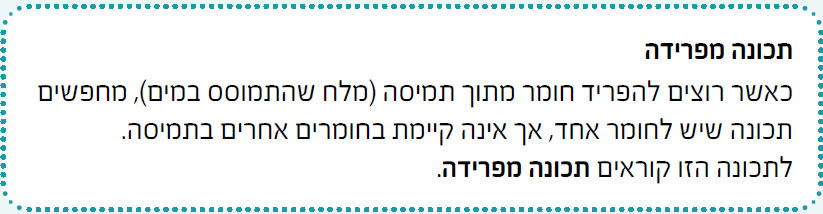 תכונה מפרידה
כאשר רוצים להפריד חומר מתוך תמיסה (מלח שהתמוסס במים), מחפשים
תכונה שיש לחומר אחד, אך אינה קיימת בחומרים אחרים בתמיסה.
לתכונה הזו קוראים תכונה מפרידה.